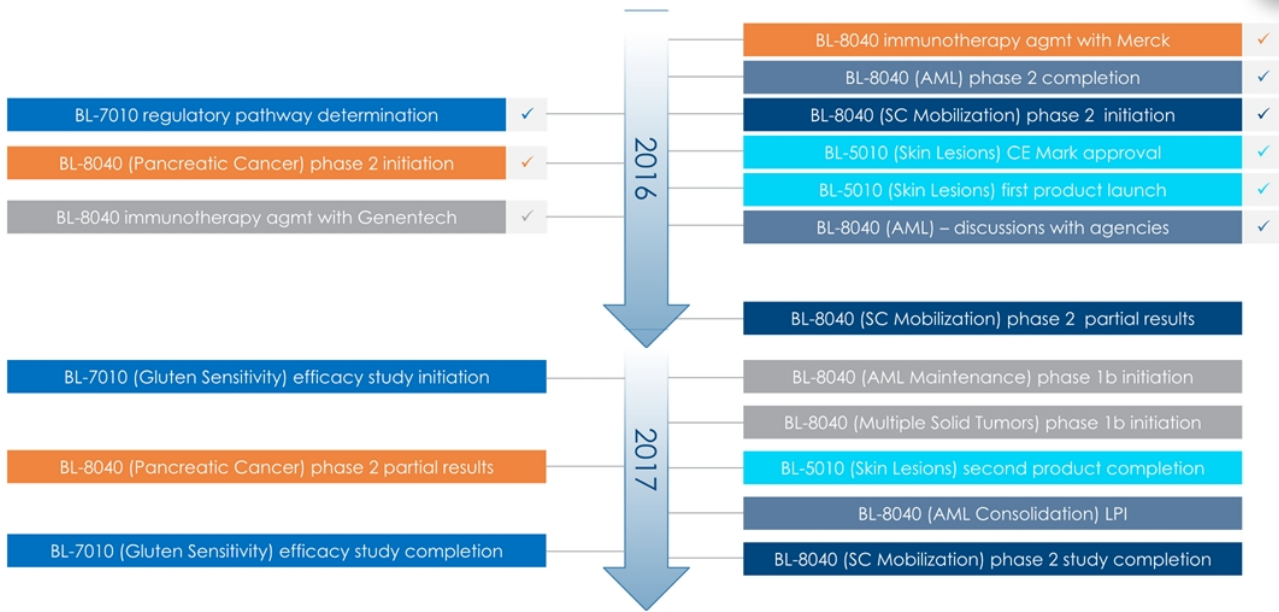 BL-8040 immunotherapy agmt with Merck ✓
BL-8040 (AML) phase 2 completion ✓
BL-7010 regulatory pathway determination ✓
BL-8040 (SC Mobilization) phase 2 initiation ✓
BL-8040 (Pancreatic Cancer) phase 2 initiation ✓
BL-5010 (Skin Lesions) CE Mark approval ✓
2016
BL-5010 (Skin Lesions) first product launch ✓
BL-8040 immunotherapy agmt with Genentech ✓
BL-8040 (AML) – discussions with agencies ✓
BL-8040 (SC Mobilization) phase 2 partial results
BL-7010 (Gluten Sensitivity) efficacy study initiation
BL-8040 (AML Maintenance) phase 1b initiation
BL-8040 (Multiple Solid Tumors) phase 1b initiation
2017
BL-8040 (Pancreatic Cancer) phase 2 partial results
BL-5010 (Skin Lesions) second product completion
BL-8040 (AML Consolidation) LPI
BL-7010 (Gluten Sensitivity) efficacy study completion
BL-8040 (SC Mobilization) phase 2 study completion